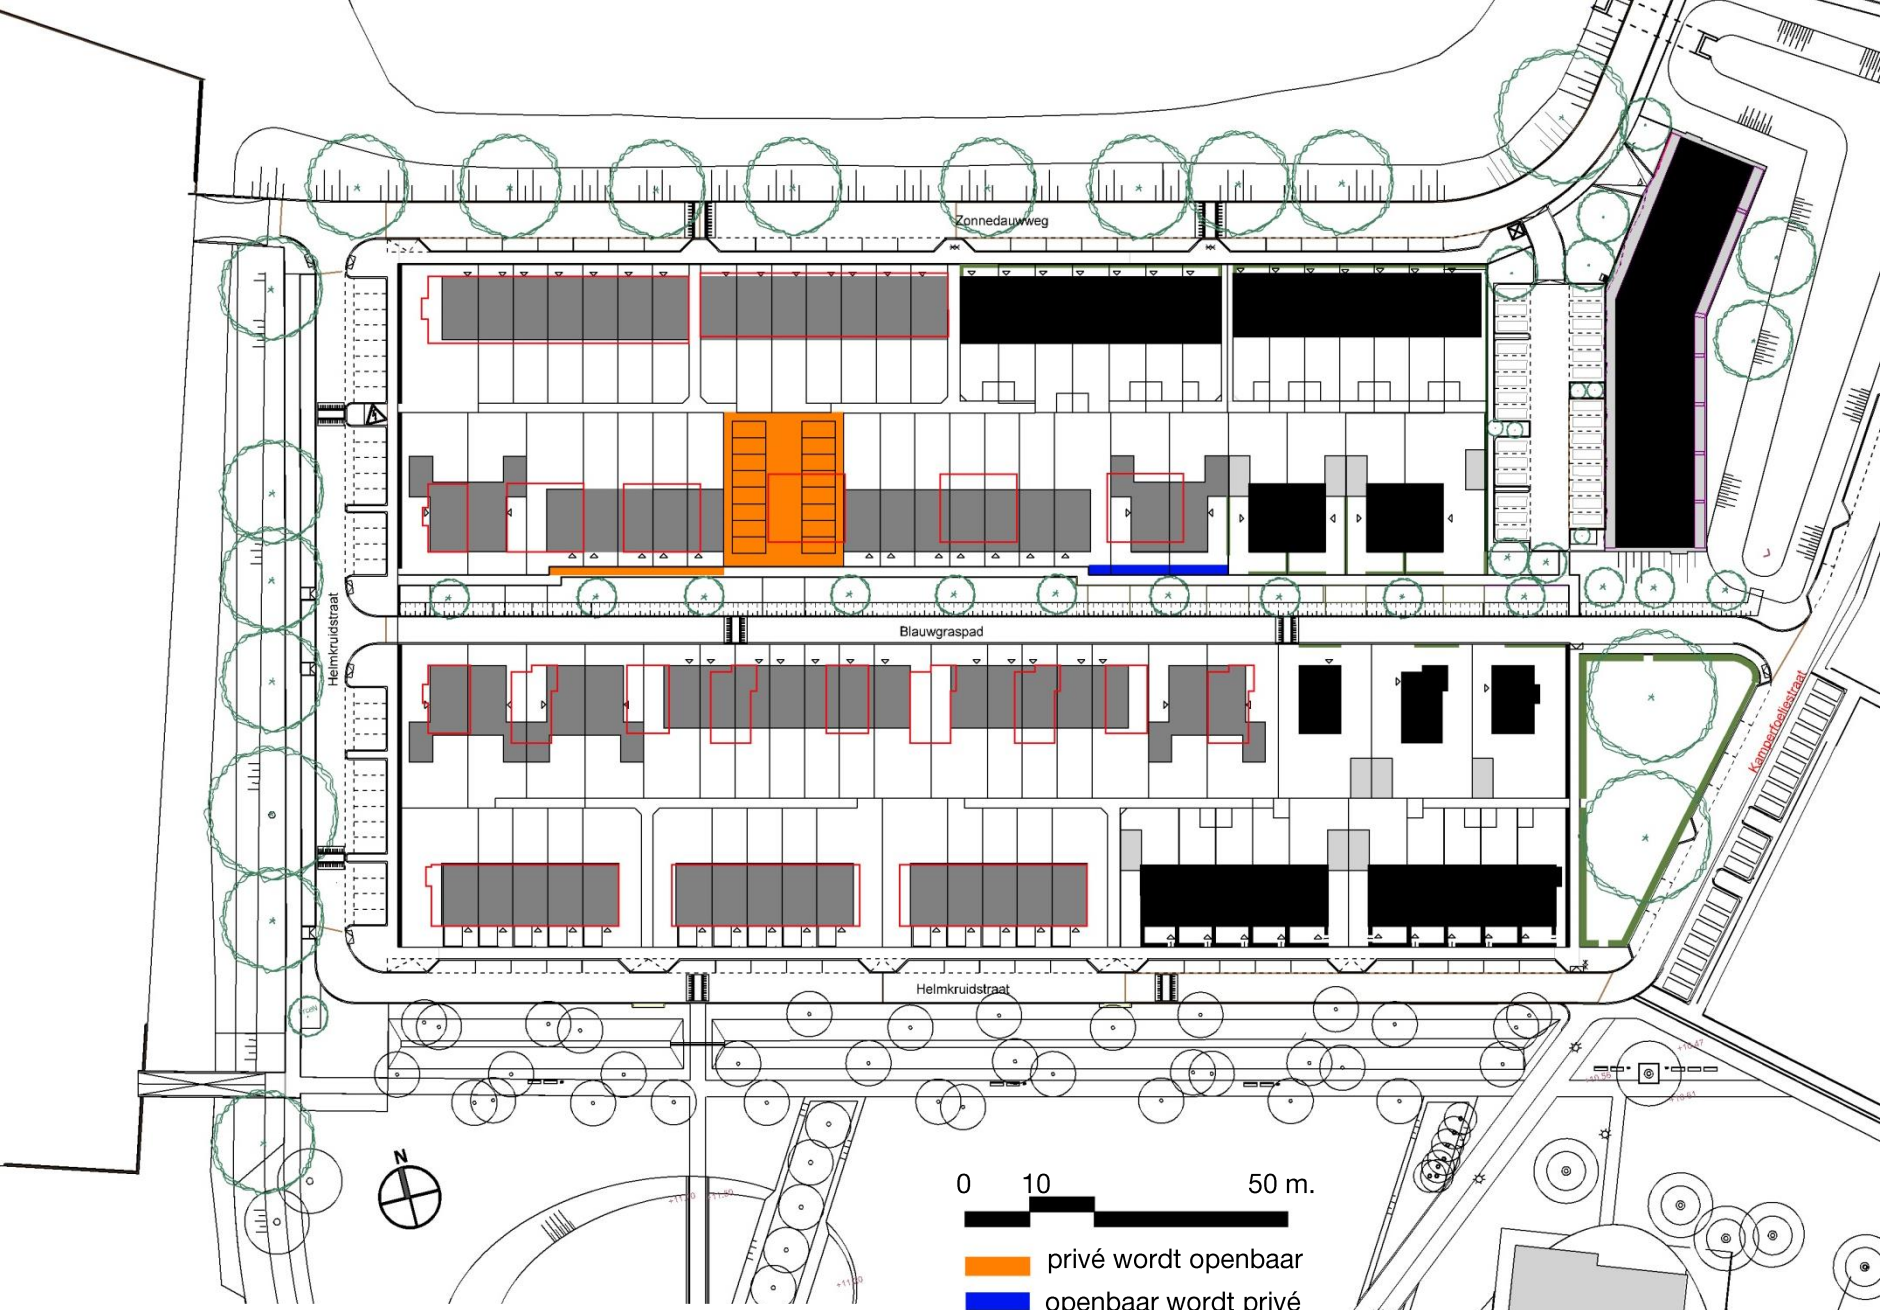 Zonnedauwweg
Helmkruidstraat
Blauwgraspad
Kamperfoeliestraat
Helmkruidstraat
N
0 10 50 m.
privé wordt openbaar
openbaar wordt privé